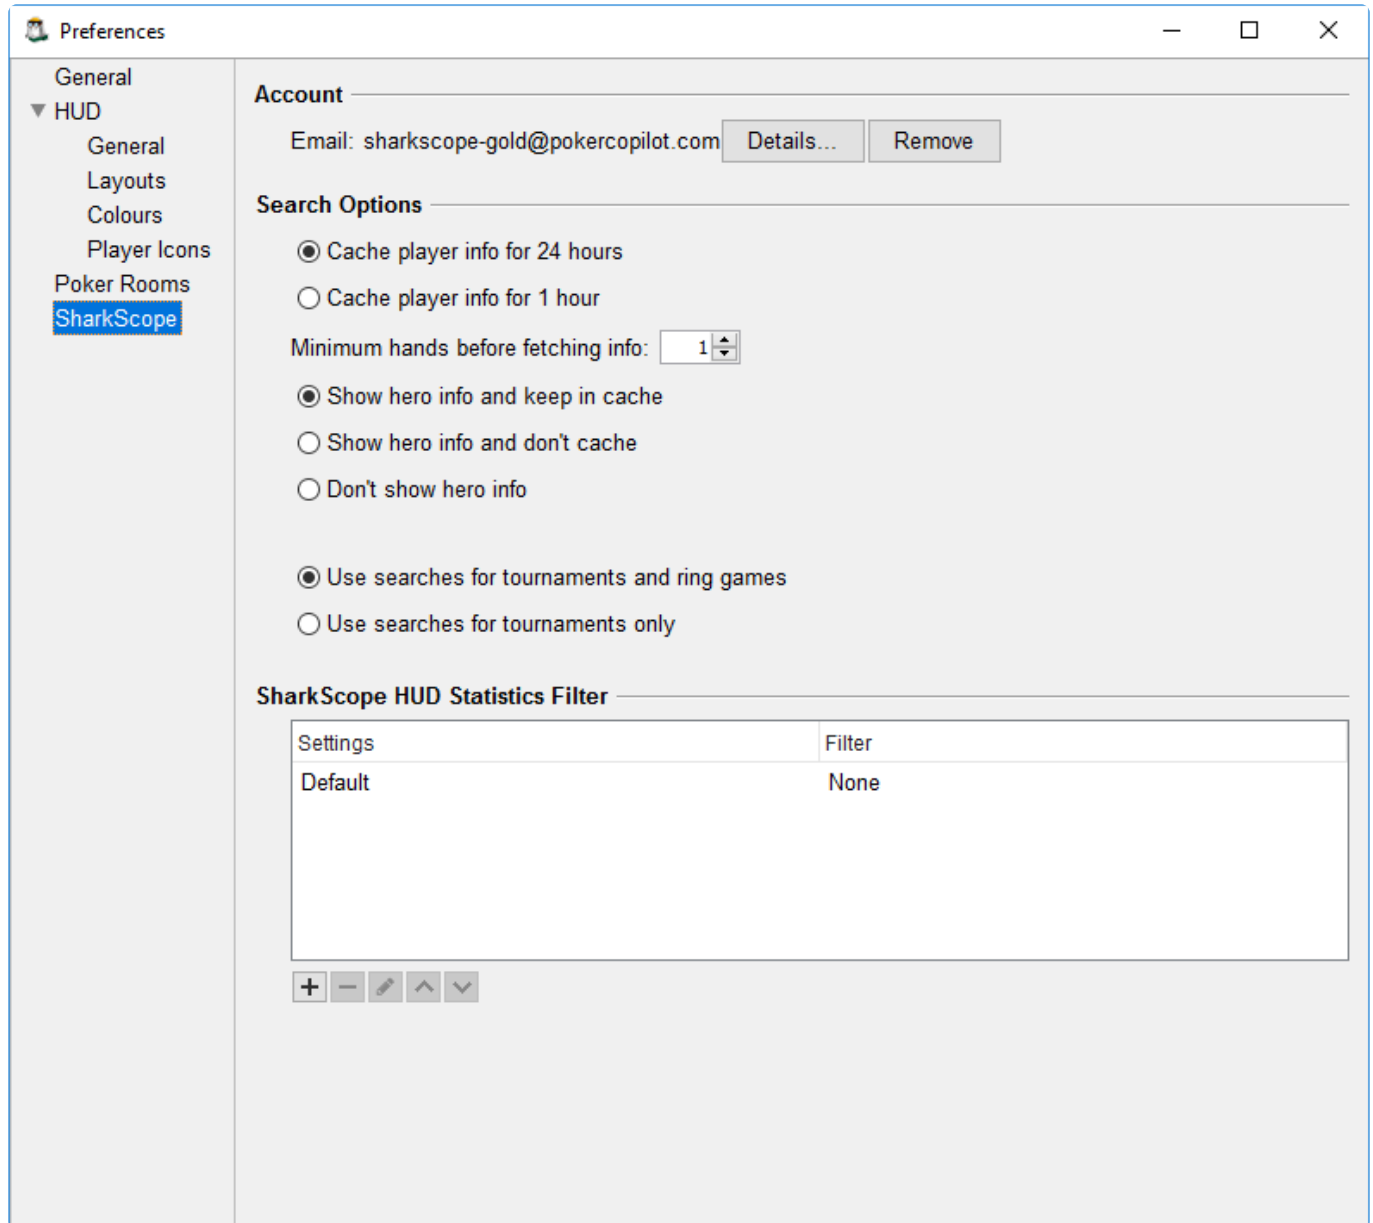 Preferences
General
HUD
General
Layouts
Colours
Player Icons
Poker Rooms
SharkScope
Account
Email: sharkscope-gold@pokercopilot.com Details... Remove
Search Options
Cache player info for 24 hours
Cache player info for 1 hour
Minimum hands before fetching info: 1
Show hero info and keep in cache
Show hero info and don't cache
Don't show hero info
Use searches for tournaments and ring games
Use searches for tournaments only
SharkScope HUD Statistics Filter
Settings Filter
Default None